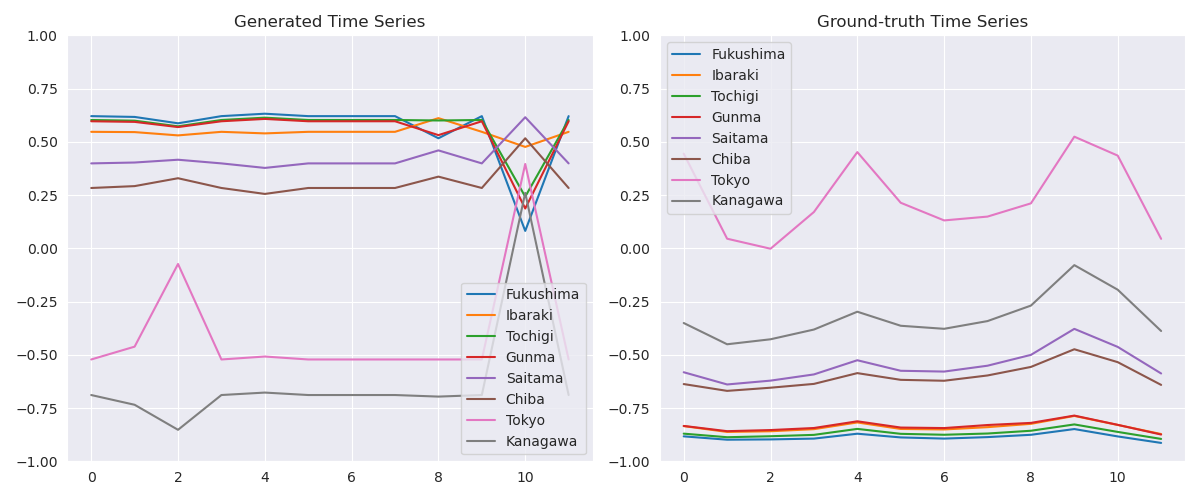 Generated Time Series
1.00
0.75
0.50
0.25
0.00
−0.25
−0.50
−0.75
−1.00
0
2
4
6
8
10
Fukushima
Ibaraki
Tochigi
Gunma
Saitama
Chiba
Tokyo
Kanagawa
Ground-truth Time Series
1.00
0.75
0.50
0.25
0.00
−0.25
−0.50
−0.75
−1.00
0
2
4
6
8
10
Fukushima
Ibaraki
Tochigi
Gunma
Saitama
Chiba
Tokyo
Kanagawa